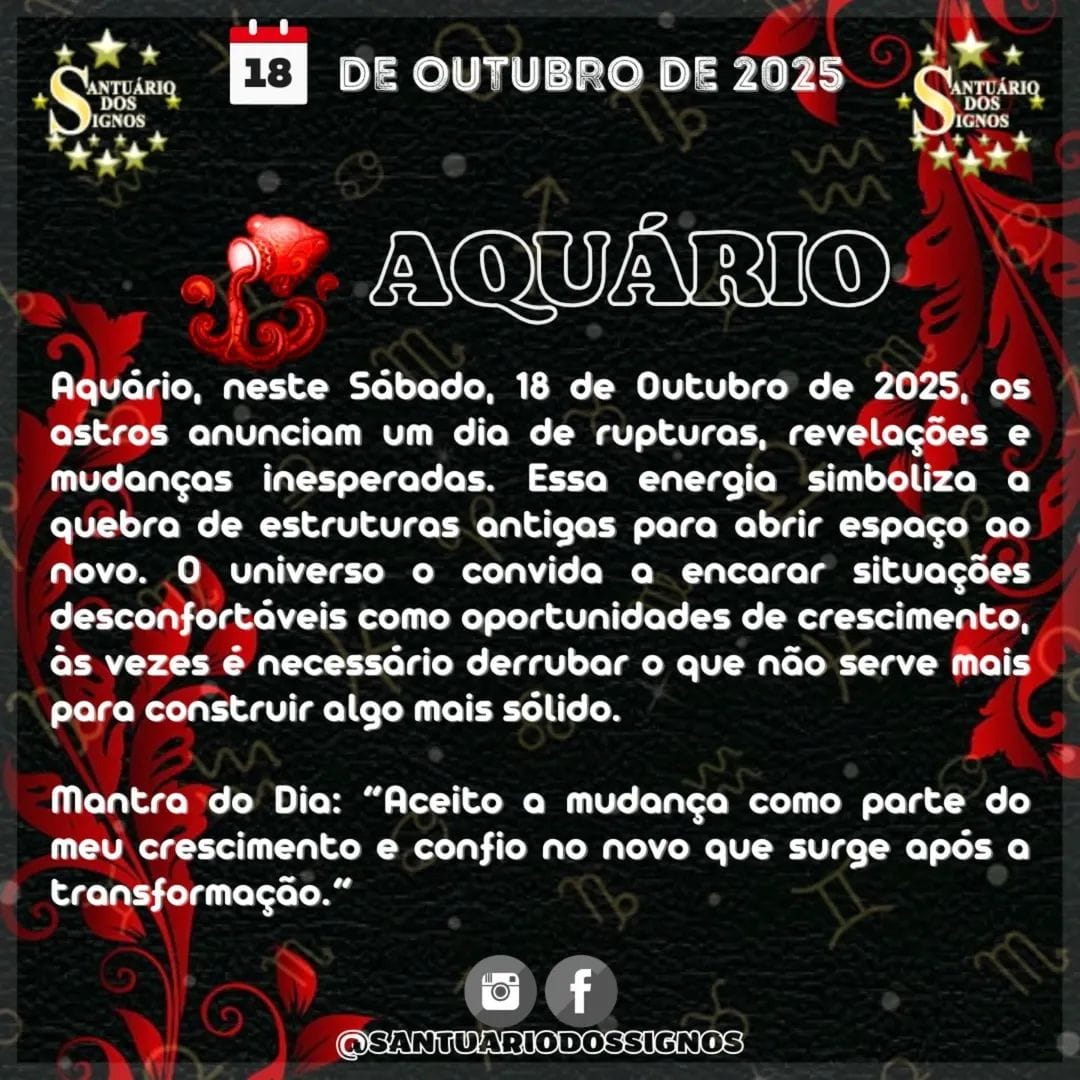 SANTUÁRIO
DOS
SIGNOS
18 DE OUTUBRO DE 2025
SANTUÁRIO
DOS
SIGNOS
AQUÁRIO
Aquário, neste Sábado, 18 de Outubro de 2025, os
astros anunciam um dia de rupturas, revelações e
mudanças inesperadas. Essa energia simboliza a
quebra de estruturas antigas para abrir espaço ao
novo. O universo o convida a encarar situações
desconfortáveis como oportunidades de crescimento,
às vezes é necessário derrubar o que não serve mais
para construir algo mais sólido.
Mantra do Dia: “Aceito a mudança como parte do
meu crescimento e confio no novo que surge após a
transformação.”
@SANTUARIODOSSIGNOS